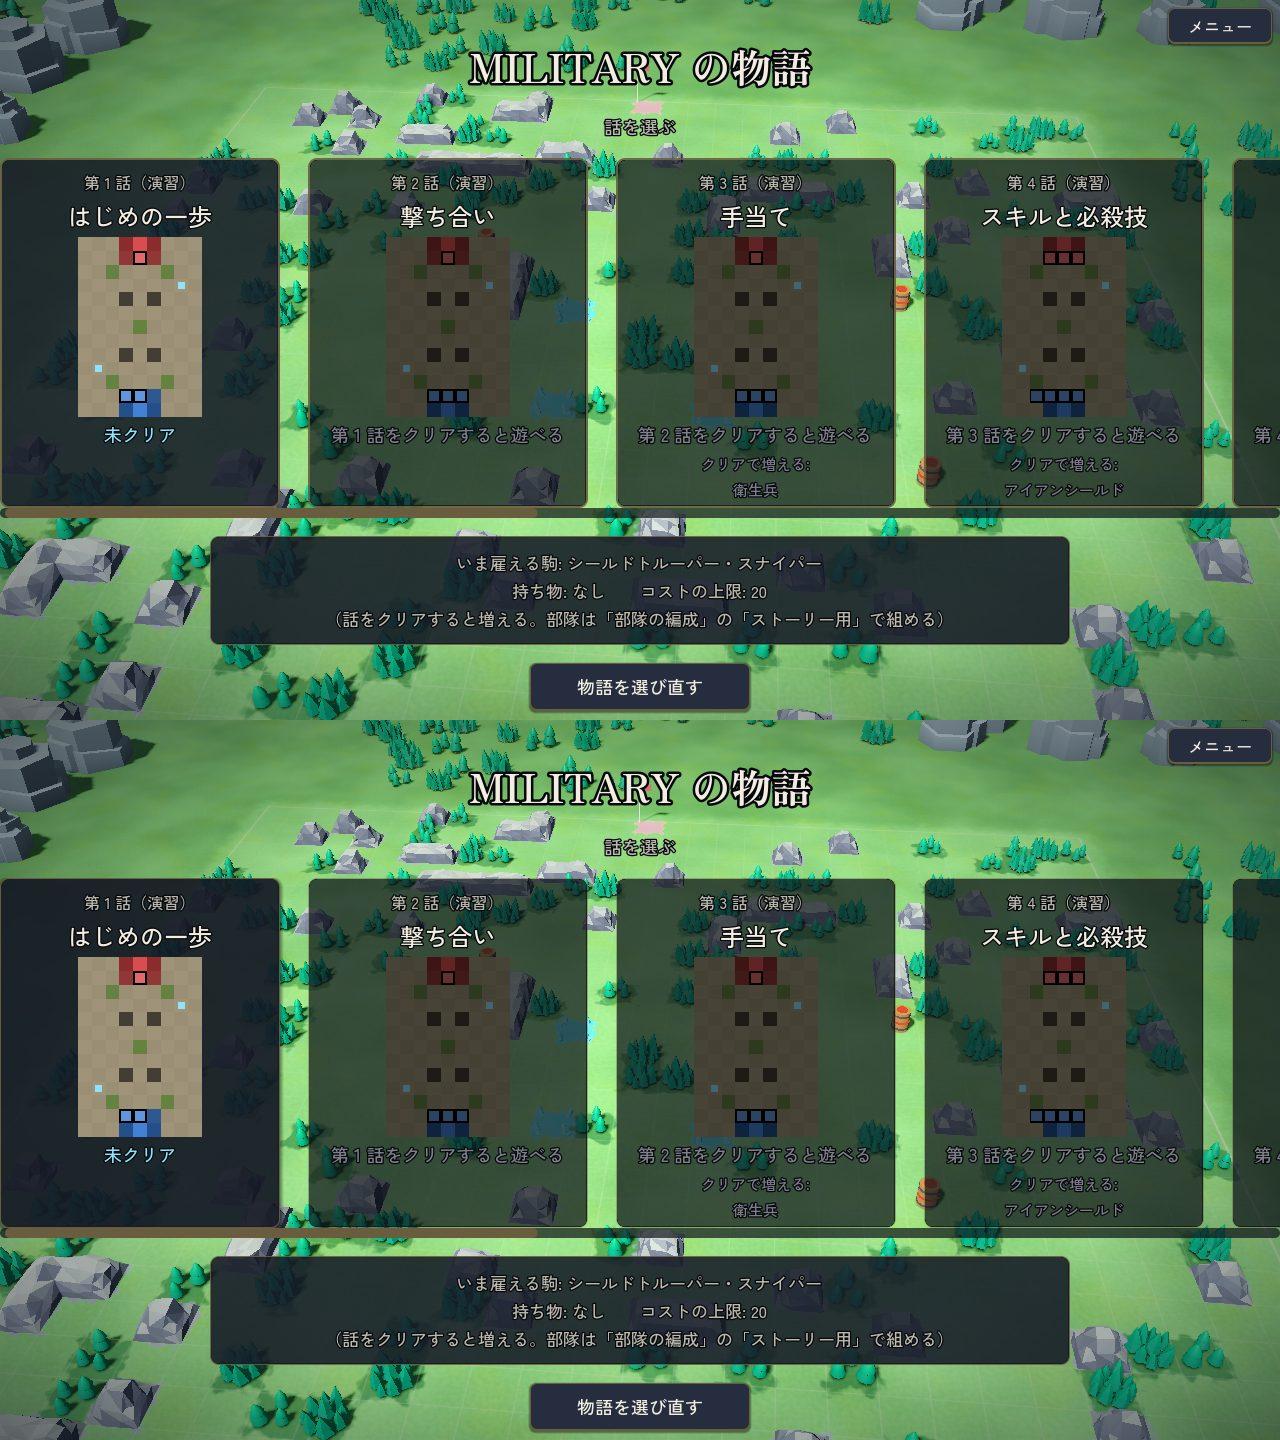 メニュー
MILITARY の物語
話を選ぶ
第 1 話（演習）
はじめの一歩
未クリア
第 2 話（演習）
撃ち合い
第 1 話をクリアすると遊べる
第 3 話（演習）
手当て
第 2 話をクリアすると遊べる
クリアで増える:
衛生兵
第 4 話（演習）
スキルと必殺技
第 3 話をクリアすると遊べる
クリアで増える:
アイアンシールド
第
いま雇える駒: シールドトルーパー・スナイパー
持ち物: なし　　コストの上限: 20
（話をクリアすると増える。部隊は「部隊の編成」の「ストーリー用」で組める）
物語を選び直す
メニュー
MILITARY の物語
話を選ぶ
第 1 話（演習）
はじめの一歩
未クリア
第 2 話（演習）
撃ち合い
第 1 話をクリアすると遊べる
第 3 話（演習）
手当て
第 2 話をクリアすると遊べる
クリアで増える:
衛生兵
第 4 話（演習）
スキルと必殺技
第 3 話をクリアすると遊べる
クリアで増える:
アイアンシールド
第
いま雇える駒: シールドトルーパー・スナイパー
持ち物: なし　　コストの上限: 20
（話をクリアすると増える。部隊は「部隊の編成」の「ストーリー用」で組める）
物語を選び直す